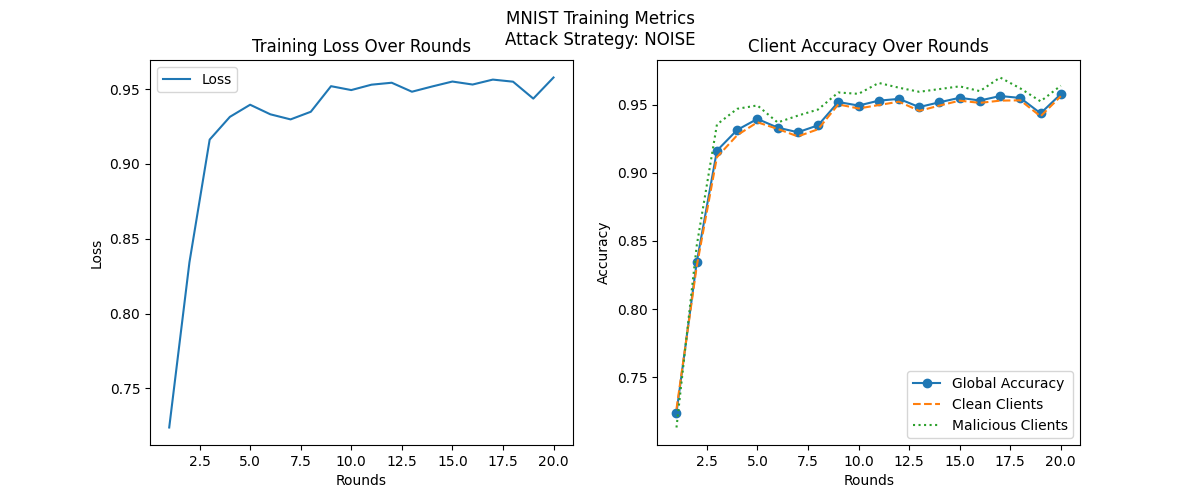 MNIST Training Metrics
Attack Strategy: NOISE
Training Loss Over Rounds
Loss
0.95
0.90
0.85
0.80
0.75
Loss
2.5 5.0 7.5 10.0 12.5 15.0 17.5 20.0
Rounds
Client Accuracy Over Rounds
0.95
0.90
0.85
0.80
0.75
Accuracy
Global Accuracy
Clean Clients
Malicious Clients
2.5 5.0 7.5 10.0 12.5 15.0 17.5 20.0
Rounds